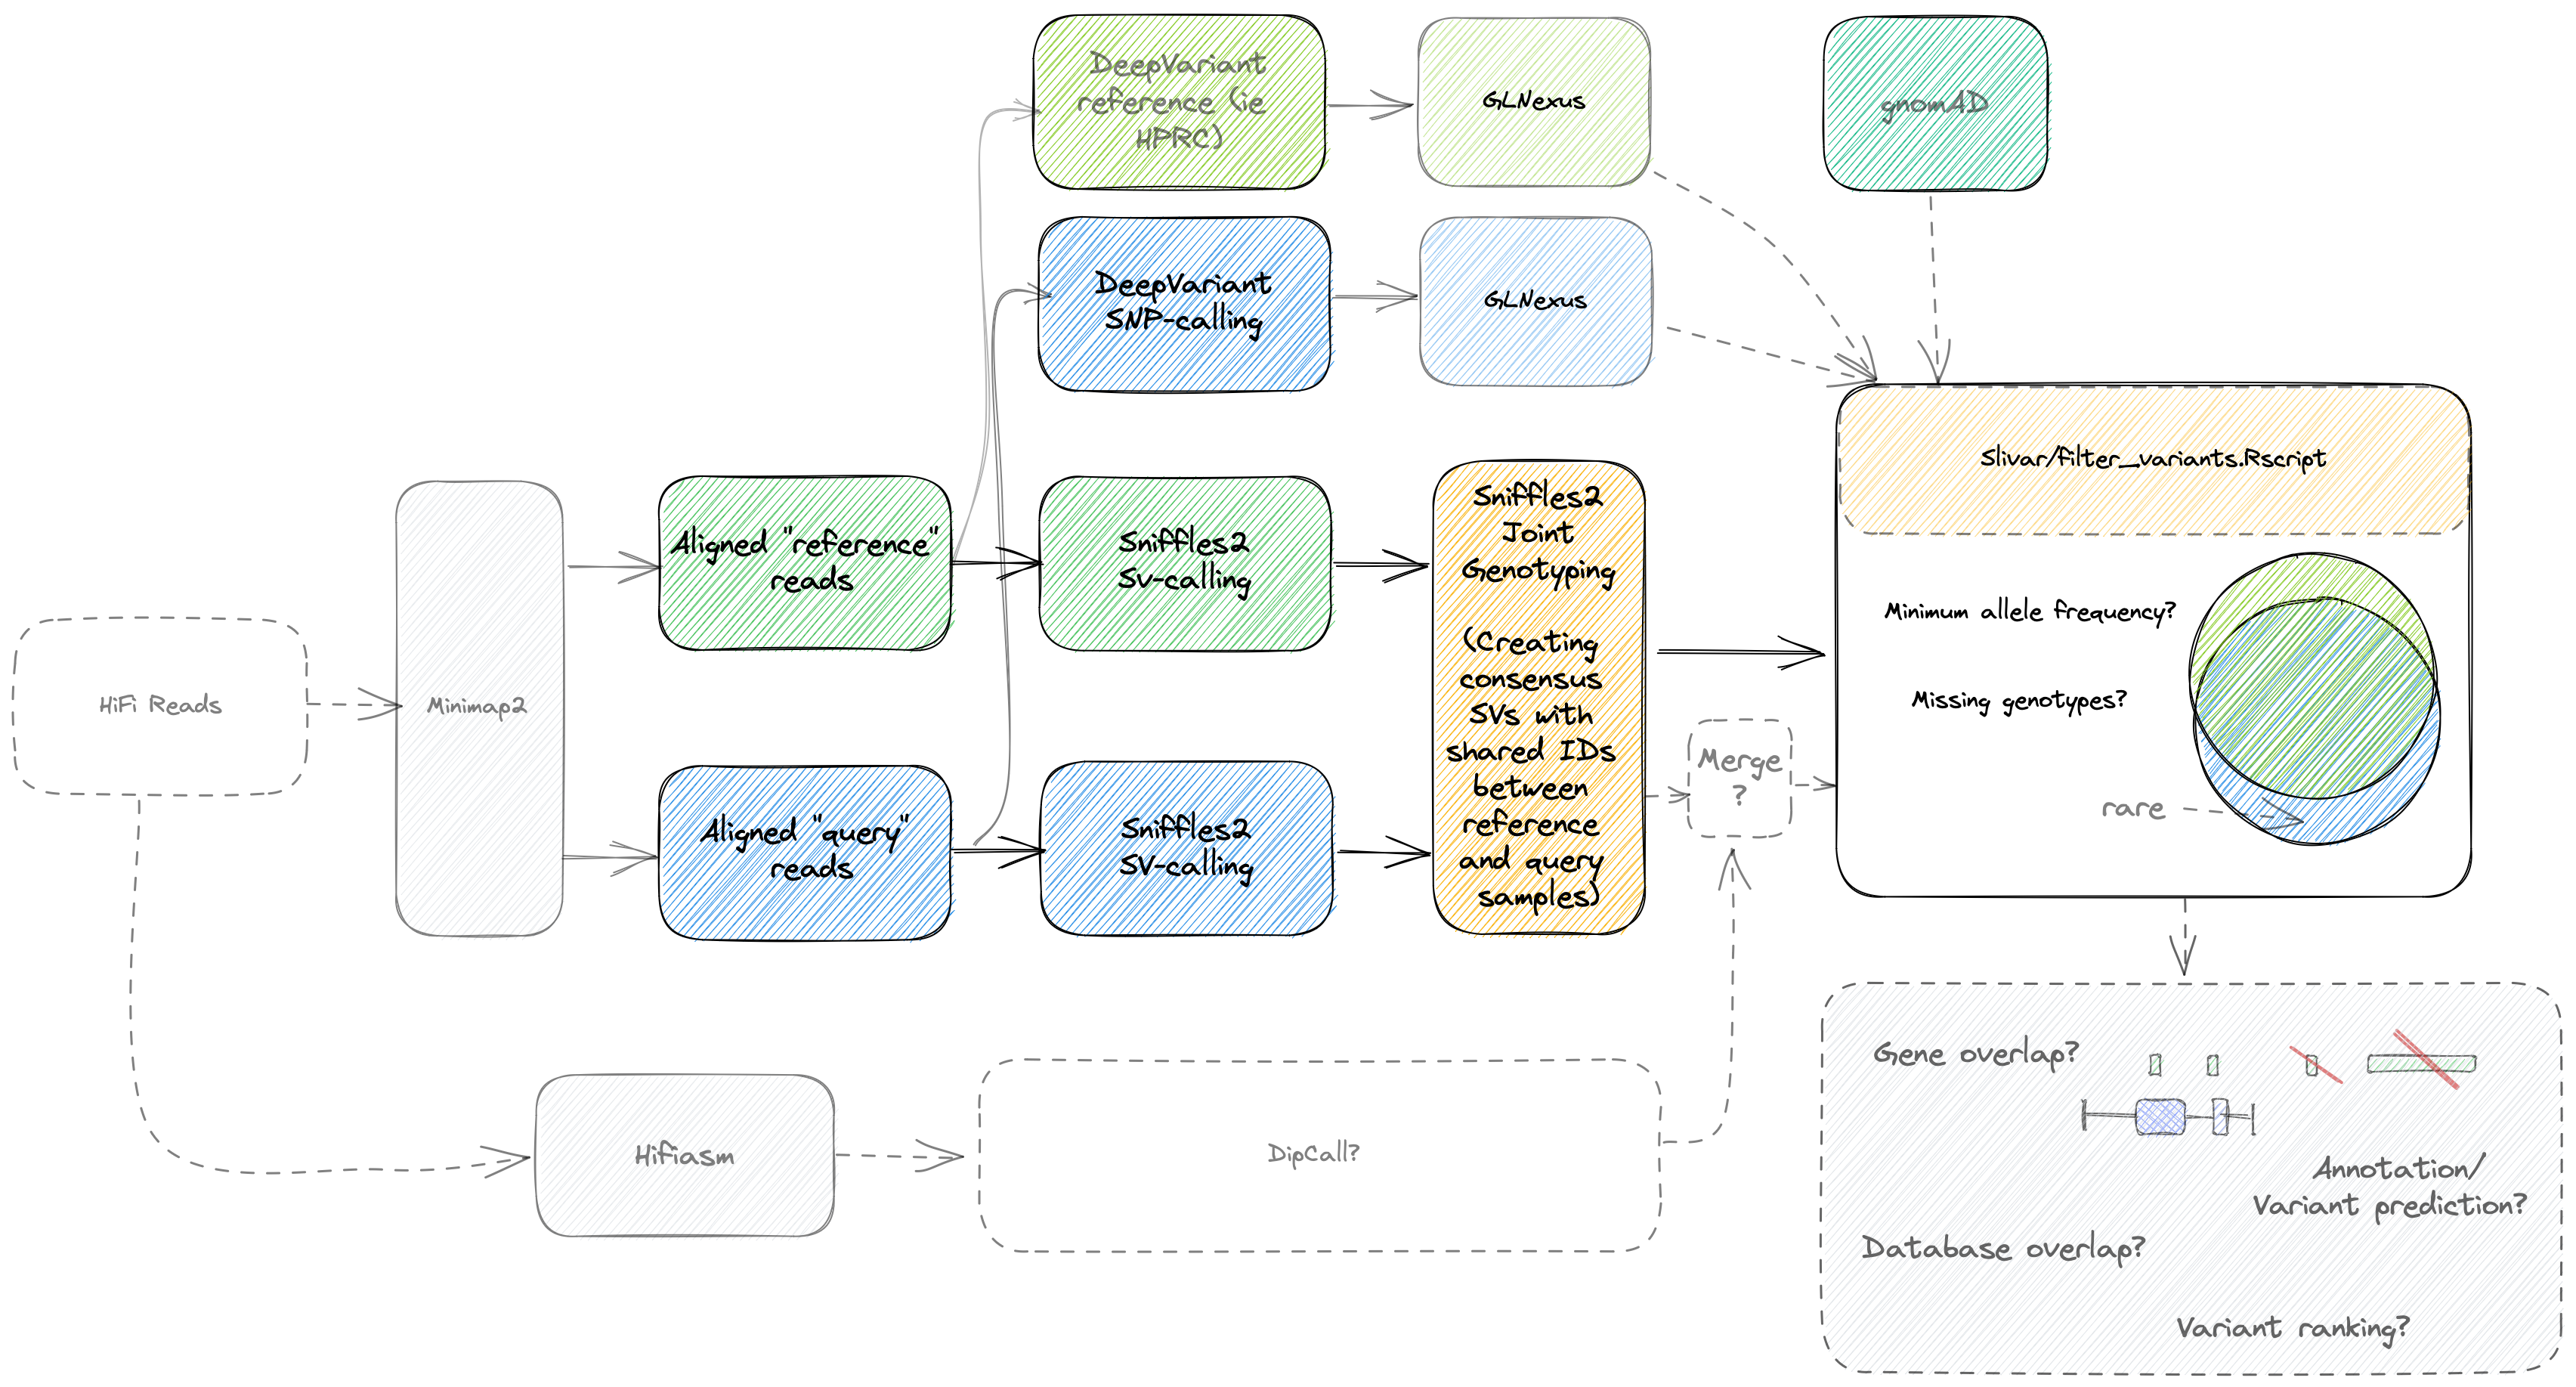 DeepVariant
reference (ie
HPRC)
GLNexus
gnomAD
DeepVariant
SNP-calling
GLNexus
Slivar/filter_variants.Rscript
Aligned "reference"
reads
Sniffles2
SV-calling
Sniffles2
Joint
Genotyping
(Creating
consensus
SVs with
shared IDs
between
reference
and query
samples)
Minimum allele frequency?
Missing genotypes?
rare
HiFi Reads
Minimap2
Merge
?
Aligned "query"
reads
Sniffles2
SV-calling
Hifiasm
DipCall?
Gene overlap?
Annotation/
Variant prediction?
Database overlap?
Variant ranking?